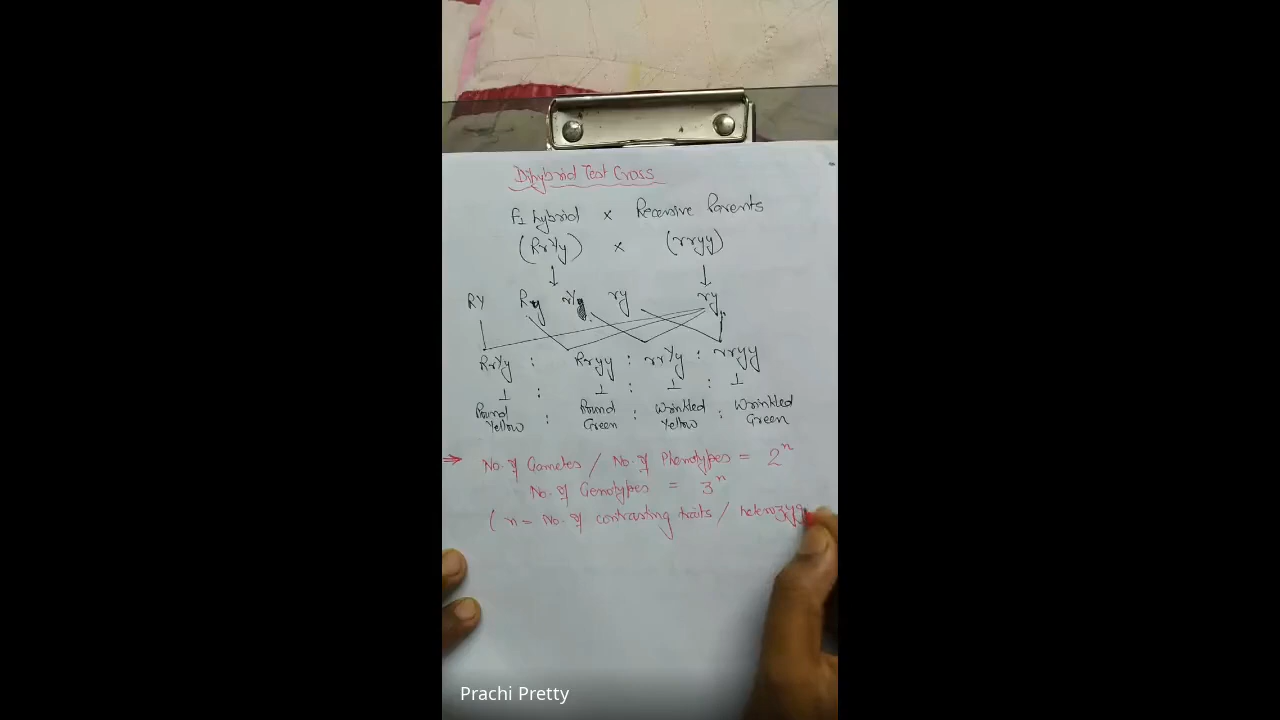 Dihybrid Test Cross
F1 hybrid × Recessive Parents
(RrYy) × (rryy)
RY Ry rY ry ry
RrYy : Rryy : rrYy : rryy
1 : 1 : 1 : 1
Round Yellow : Round Green : Wrinkled Yellow : Wrinkled Green
⇒ No. of Gametes / No. of Phenotypes = 2ⁿ
No. of Genotypes = 3ⁿ
( n = No. of contrasting traits / heterozyg
Prachi Pretty